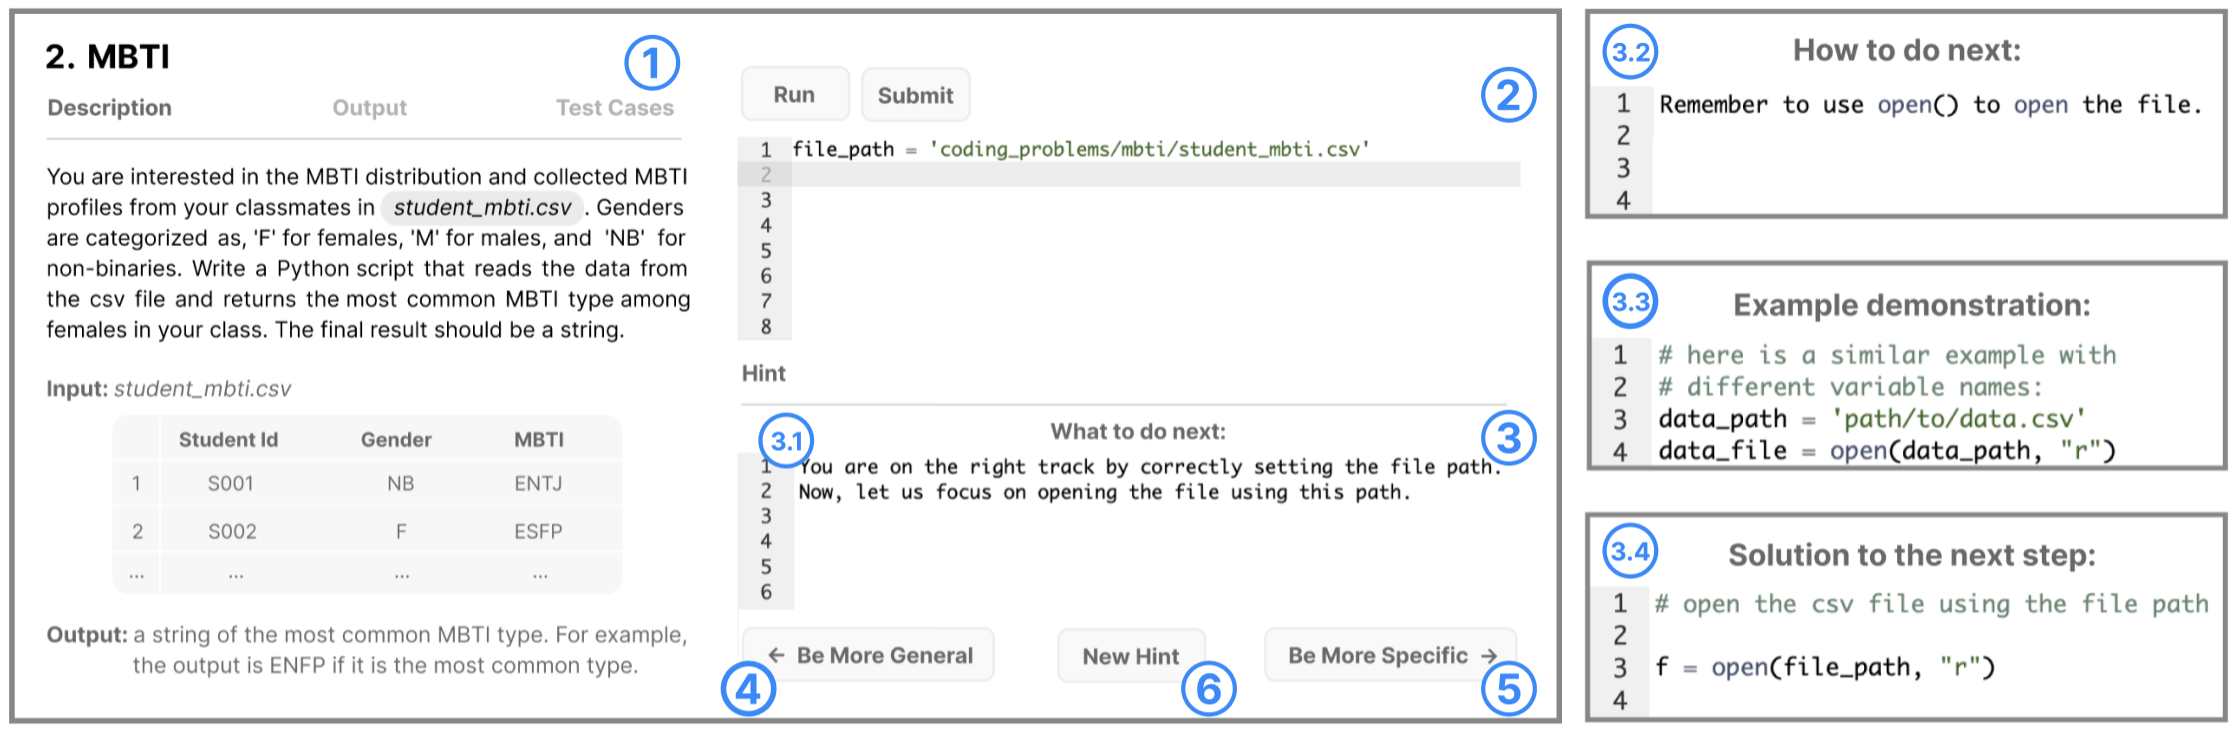 2. MBTI
1
Description Output Test Cases
You are interested in the MBTI distribution and collected MBTI
profiles from your classmates in student_mbti.csv . Genders
are categorized as, 'F' for females, 'M' for males, and 'NB' for
non-binaries. Write a Python script that reads the data from
the csv file and returns the most common MBTI type among
females in your class. The final result should be a string.
Input: student_mbti.csv
Student Id Gender MBTI
1 S001 NB ENTJ
2 S002 F ESFP
... ... ... ...
Output: a string of the most common MBTI type. For example,
the output is ENFP if it is the most common type.
Run Submit
2
1 file_path = 'coding_problems/mbti/student_mbti.csv'
2
3
4
5
6
7
8
Hint
3.1 What to do next: 3
1 You are on the right track by correctly setting the file path.
2 Now, let us focus on opening the file using this path.
3
4
5
6
← Be More General New Hint Be More Specific →
4 6 5
3.2 How to do next:
1 Remember to use open() to open the file.
2
3
4
3.3 Example demonstration:
1 # here is a similar example with
2 # different variable names:
3 data_path = 'path/to/data.csv'
4 data_file = open(data_path, "r")
3.4 Solution to the next step:
1 # open the csv file using the file path
2
3 f = open(file_path, "r")
4